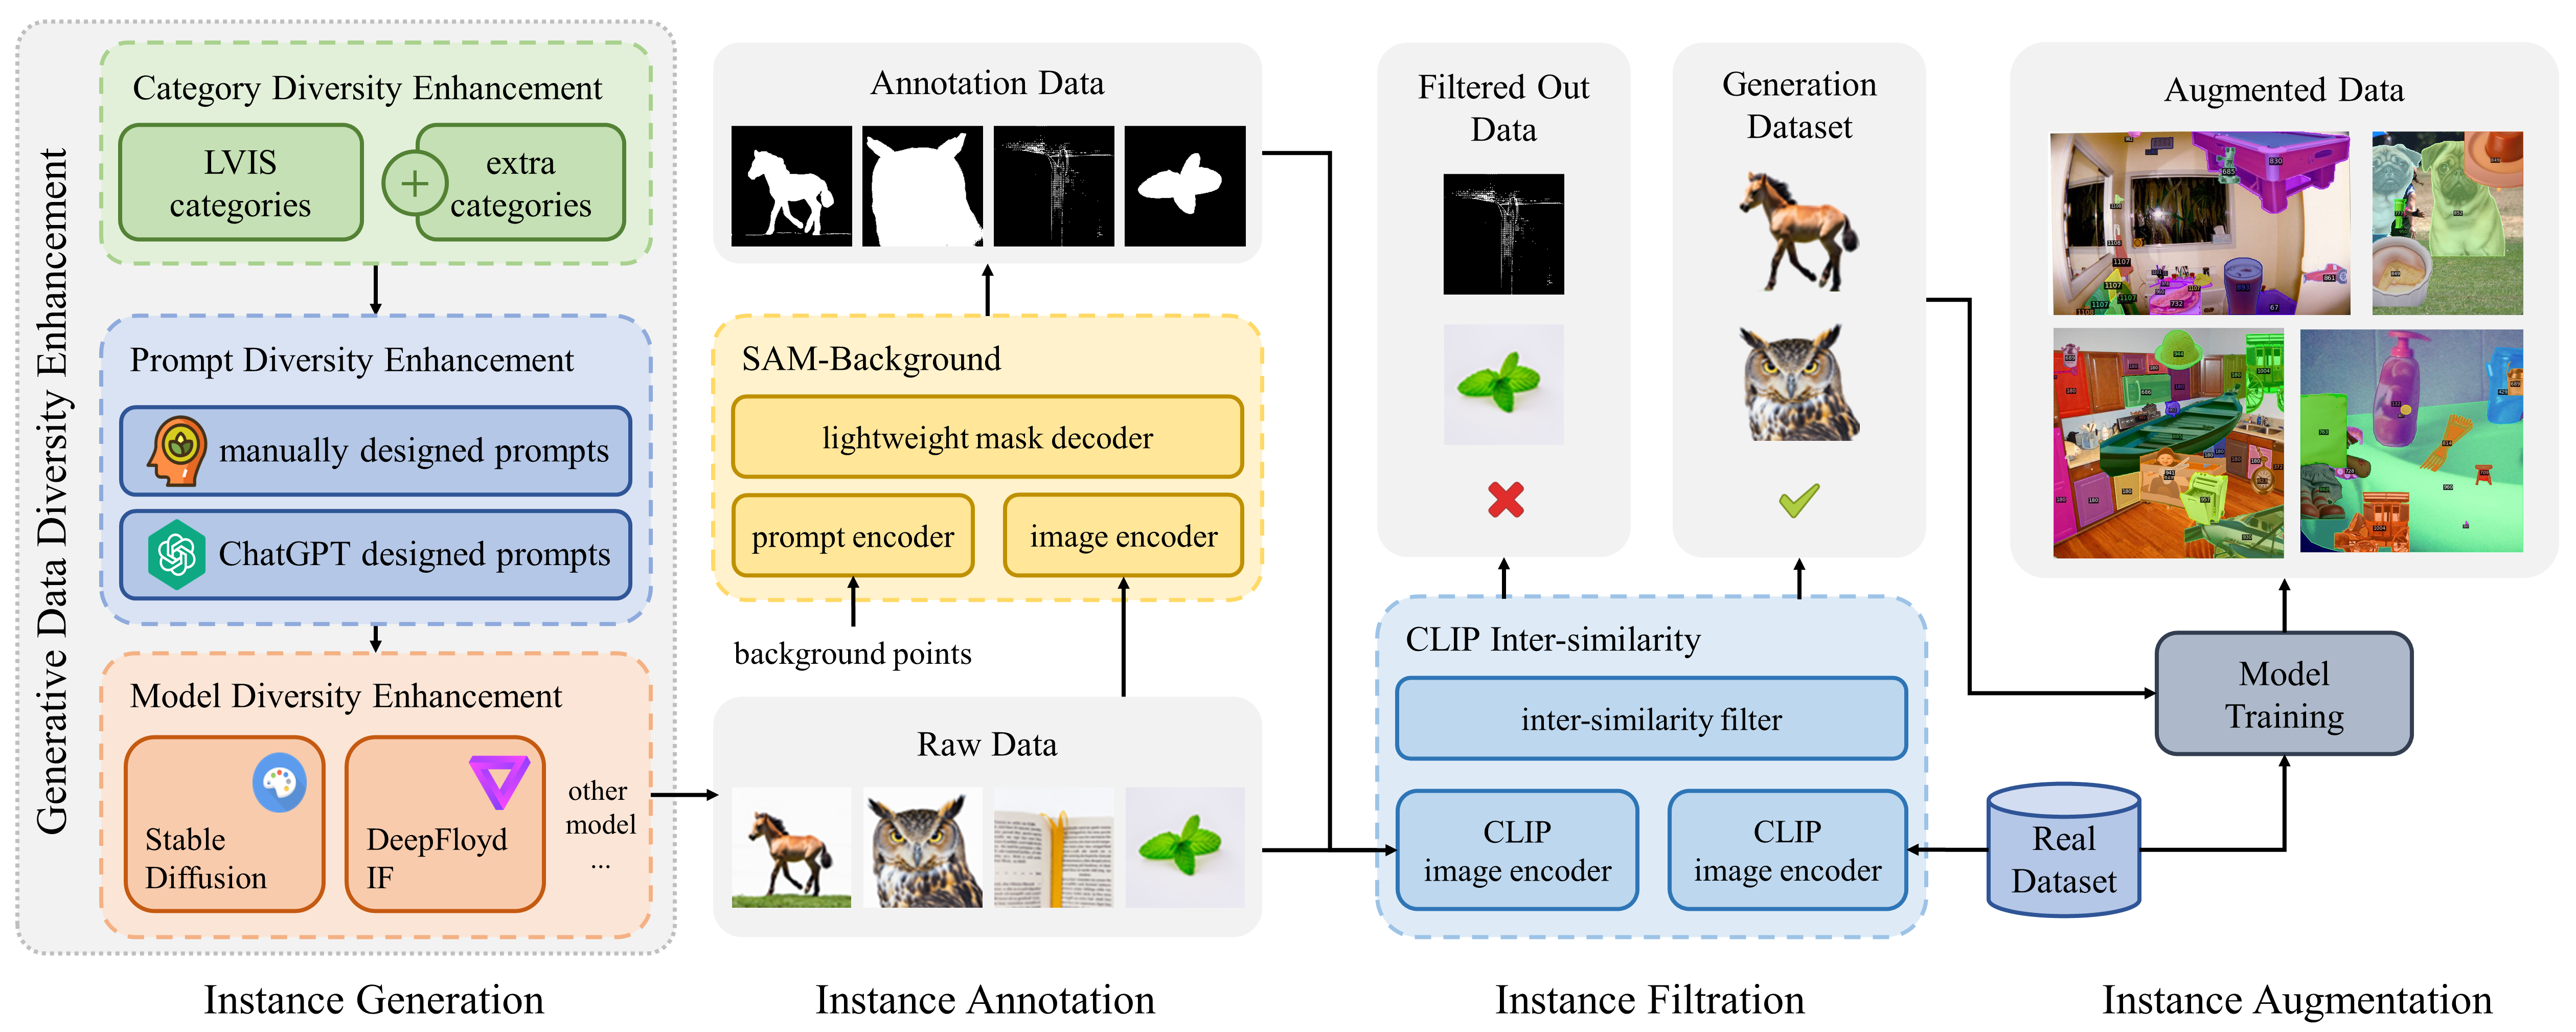 Generative Data Diversity Enhancement
Category Diversity Enhancement
LVIS
categories
+
extra
categories
Prompt Diversity Enhancement
manually designed prompts
ChatGPT designed prompts
Model Diversity Enhancement
Stable
Diffusion
DeepFloyd
IF
other
model
...
Instance Generation
Annotation Data
SAM-Background
lightweight mask decoder
prompt encoder
image encoder
background points
Raw Data
Instance Annotation
Filtered Out
Data
Generation
Dataset
CLIP Inter-similarity
inter-similarity filter
CLIP
image encoder
CLIP
image encoder
Instance Filtration
Augmented Data
Model
Training
Real
Dataset
Instance Augmentation